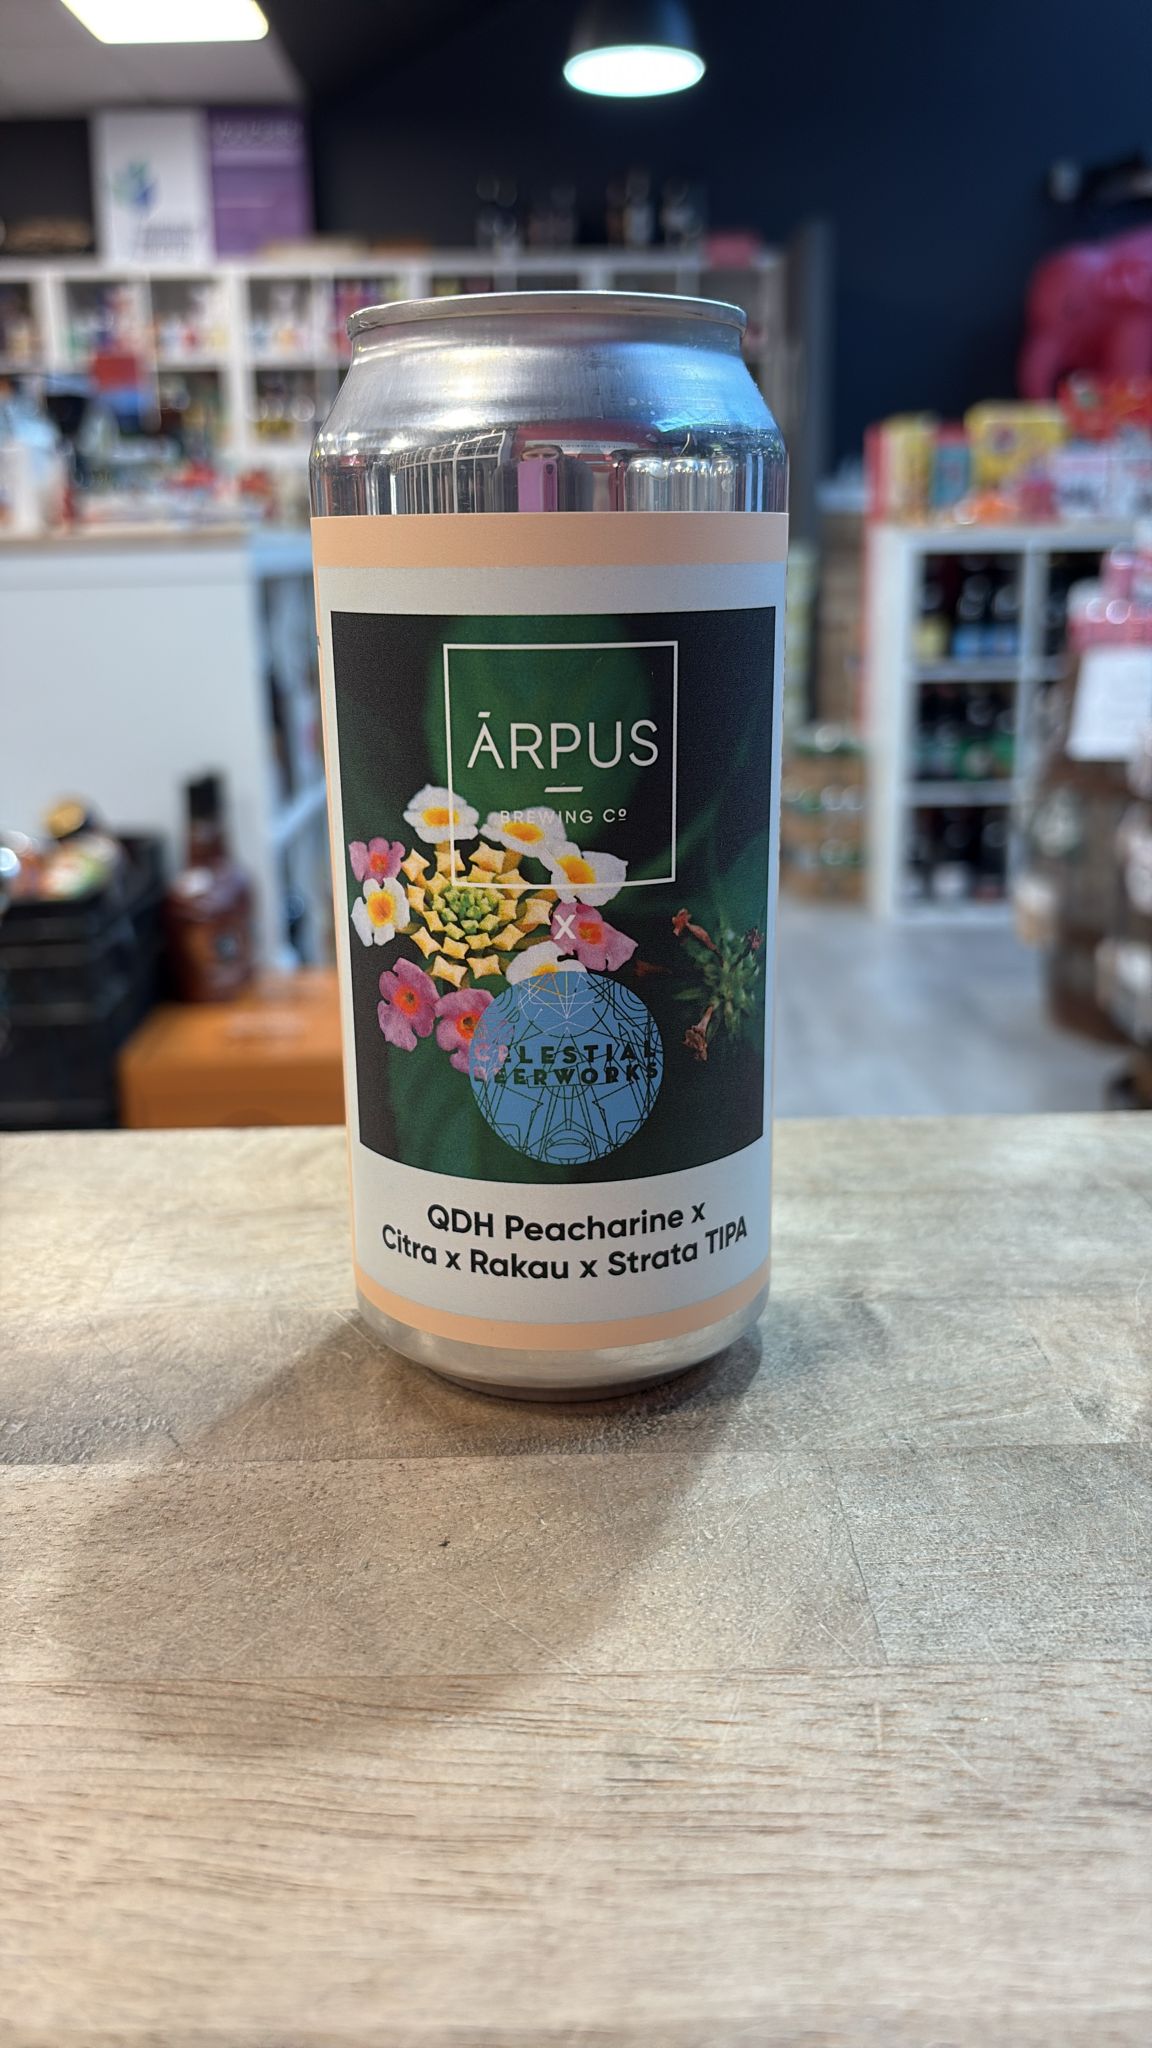 ĀRPUS
BREWING Cº
x
CELESTIAL
BEERWORKS
QDH Peacharine x
Citra x Rakau x Strata TIPA